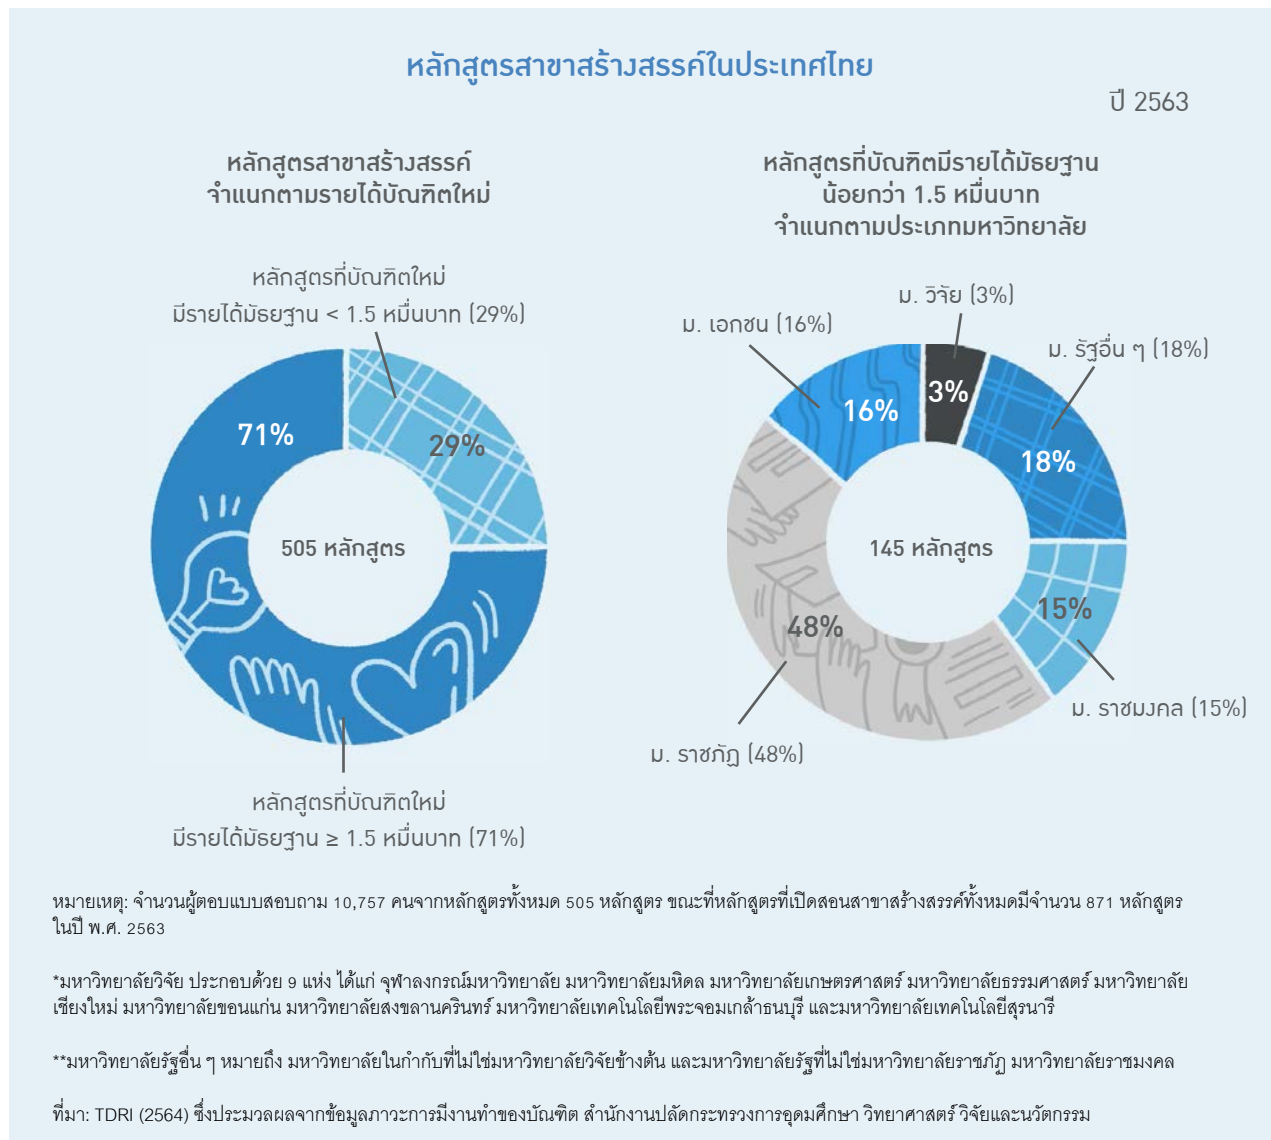 หลักสูตรสาขาสร้างสรรค์ในประเทศไทย
ปี 2563
หลักสูตรสาขาสร้างสรรค์
จำแนกตามรายได้บัณฑิตใหม่
หลักสูตรที่บัณฑิตใหม่
มีรายได้มัธยฐาน < 1.5 หมื่นบาท (29%)
71%
29%
505 หลักสูตร
หลักสูตรที่บัณฑิตใหม่
มีรายได้มัธยฐาน ≥ 1.5 หมื่นบาท (71%)
หลักสูตรที่บัณฑิตมีรายได้มัธยฐาน
น้อยกว่า 1.5 หมื่นบาท
จำแนกตามประเภทมหาวิทยาลัย
ม. วิจัย (3%)
ม. เอกชน (16%)
ม. รัฐอื่น ๆ (18%)
3%
16%
18%
145 หลักสูตร
15%
48%
ม. ราชมงคล (15%)
ม. ราชภัฏ (48%)
หมายเหตุ: จำนวนผู้ตอบแบบสอบถาม 10,757 คนจากหลักสูตรทั้งหมด 505 หลักสูตร ขณะที่หลักสูตรที่เปิดสอนสาขาสร้างสรรค์ทั้งหมดมีจำนวน 871 หลักสูตร
ในปี พ.ศ. 2563
*มหาวิทยาลัยวิจัย ประกอบด้วย 9 แห่ง ได้แก่ จุฬาลงกรณ์มหาวิทยาลัย มหาวิทยาลัยมหิดล มหาวิทยาลัยเกษตรศาสตร์ มหาวิทยาลัยธรรมศาสตร์ มหาวิทยาลัย
เชียงใหม่ มหาวิทยาลัยขอนแก่น มหาวิทยาลัยสงขลานครินทร์ มหาวิทยาลัยเทคโนโลยีพระจอมเกล้าธนบุรี และมหาวิทยาลัยเทคโนโลยีสุรนารี
**มหาวิทยาลัยรัฐอื่น ๆ หมายถึง มหาวิทยาลัยในกำกับที่ไม่ใช่มหาวิทยาลัยวิจัยข้างต้น และมหาวิทยาลัยรัฐที่ไม่ใช่มหาวิทยาลัยราชภัฏ มหาวิทยาลัยราชมงคล
ที่มา: TDRI (2564) ซึ่งประมวลผลจากข้อมูลภาวะการมีงานทำของบัณฑิต สำนักงานปลัดกระทรวงการอุดมศึกษา วิทยาศาสตร์ วิจัยและนวัตกรรม